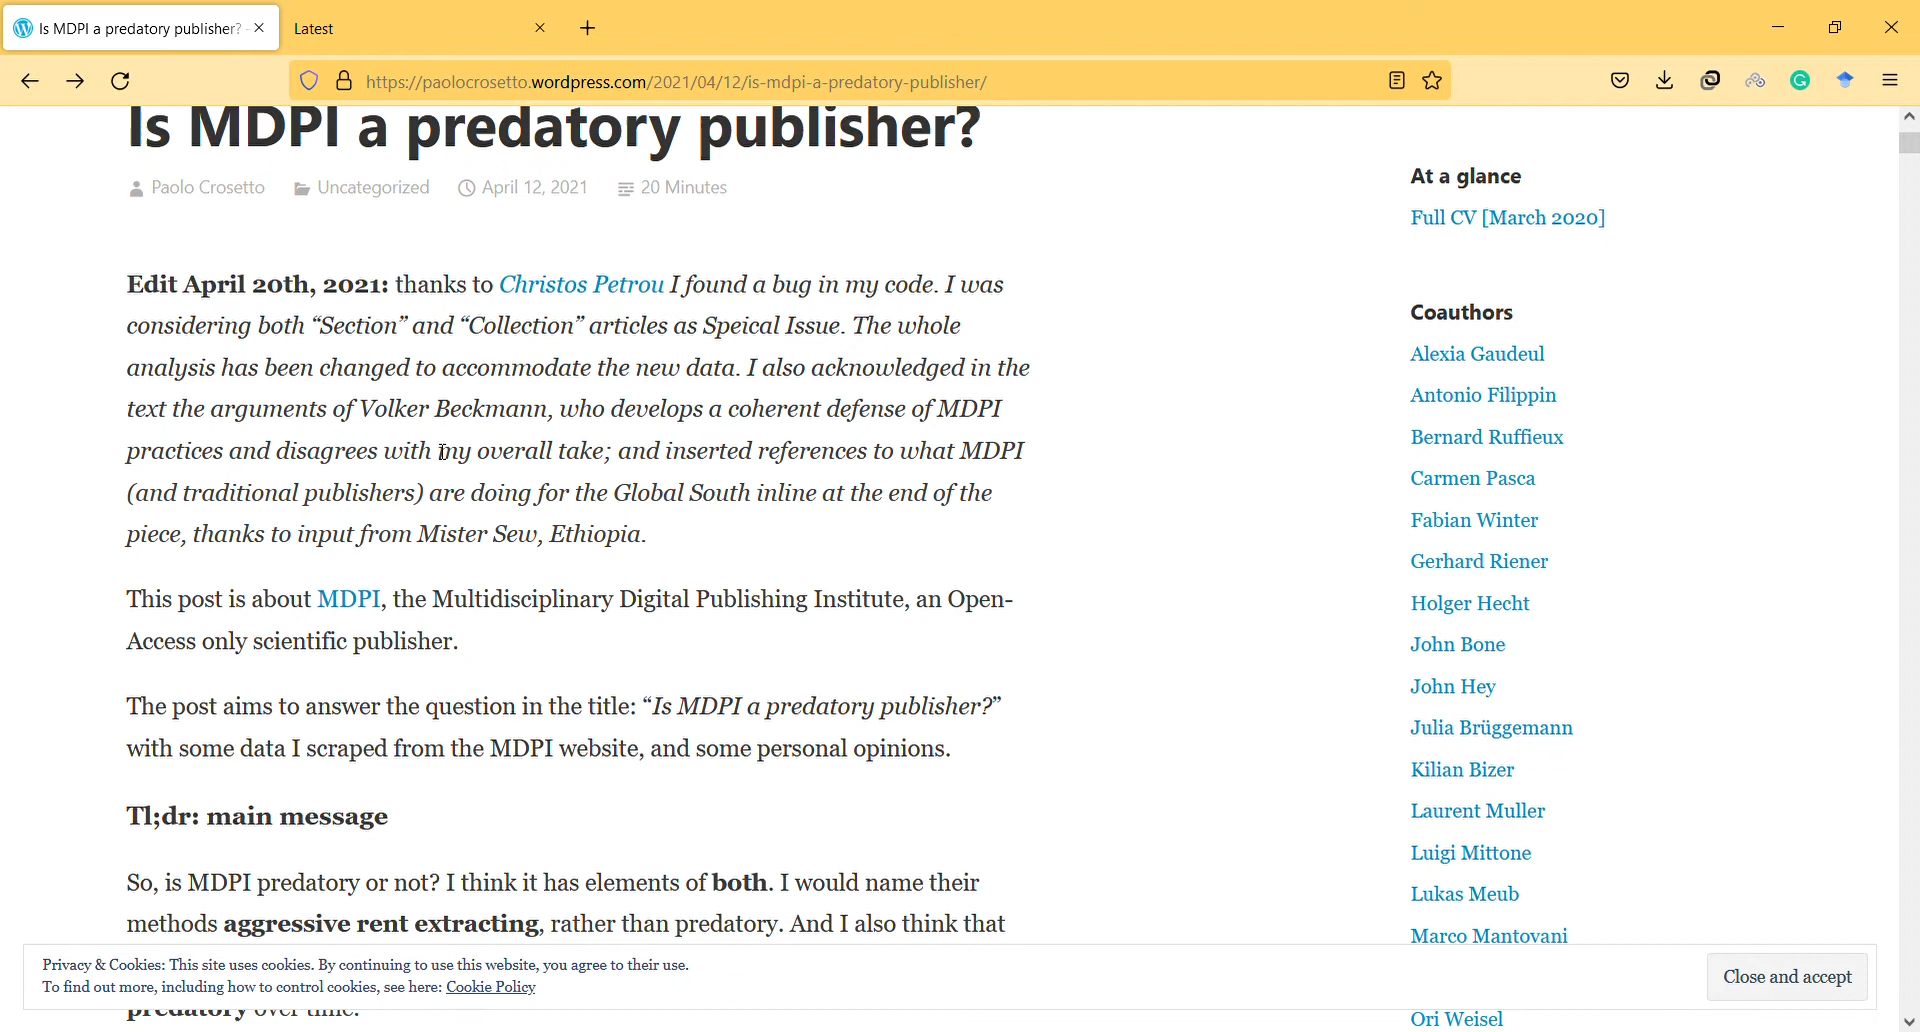 Is MDPI a predatory publisher? -
Latest
https://paolocrosetto.wordpress.com/2021/04/12/is-mdpi-a-predatory-publisher/
Is MDPI a predatory publisher?
Paolo Crosetto Uncategorized April 12, 2021 20 Minutes
Edit April 20th, 2021: thanks to Christos Petrou I found a bug in my code. I was
considering both “Section” and “Collection” articles as Speical Issue. The whole
analysis has been changed to accommodate the new data. I also acknowledged in the
text the arguments of Volker Beckmann, who develops a coherent defense of MDPI
practices and disagrees with my overall take; and inserted references to what MDPI
(and traditional publishers) are doing for the Global South inline at the end of the
piece, thanks to input from Mister Sew, Ethiopia.
This post is about MDPI, the Multidisciplinary Digital Publishing Institute, an Open-
Access only scientific publisher.
The post aims to answer the question in the title: “Is MDPI a predatory publisher?”
with some data I scraped from the MDPI website, and some personal opinions.
Tl;dr: main message
So, is MDPI predatory or not? I think it has elements of both. I would name their
methods aggressive rent extracting, rather than predatory. And I also think that
predatory over time.
At a glance
Full CV [March 2020]
Coauthors
Alexia Gaudeul
Antonio Filippin
Bernard Ruffieux
Carmen Pasca
Fabian Winter
Gerhard Riener
Holger Hecht
John Bone
John Hey
Julia Brüggemann
Kilian Bizer
Laurent Muller
Luigi Mittone
Lukas Meub
Marco Mantovani
Ori Weisel
Privacy & Cookies: This site uses cookies. By continuing to use this website, you agree to their use.
To find out more, including how to control cookies, see here: Cookie Policy
Close and accept